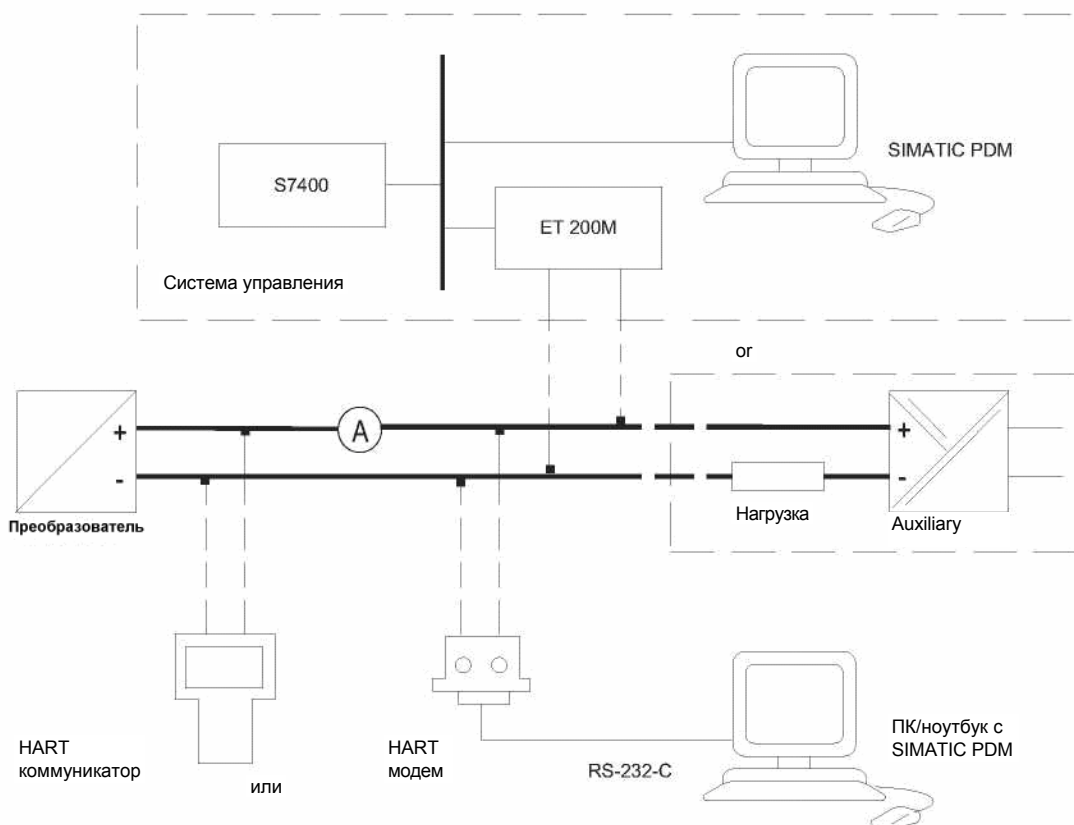 SIMATIC PDM
S7400
ET 200M
Система управления
or
+
A
+
-
-
Преобразователь
Нагрузка
Auxiliary
HART
коммуникатор
или
HART
модем
RS-232-C
ПК/ноутбук с
SIMATIC PDM